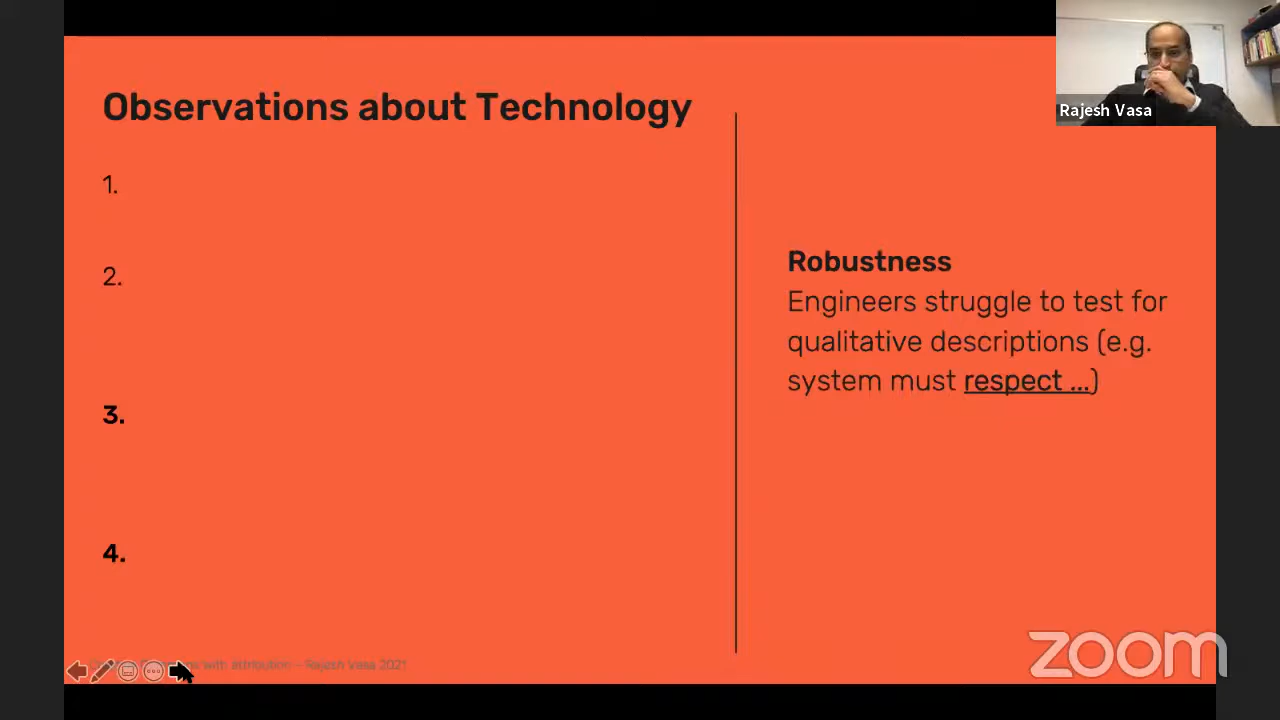 Observations about Technology
1.
2.
3.
4.
Robustness
Engineers struggle to test for
qualitative descriptions (e.g.
system must respect ...)
Rajesh Vasa
with attribution – Rajesh Vasa 2021
zoom